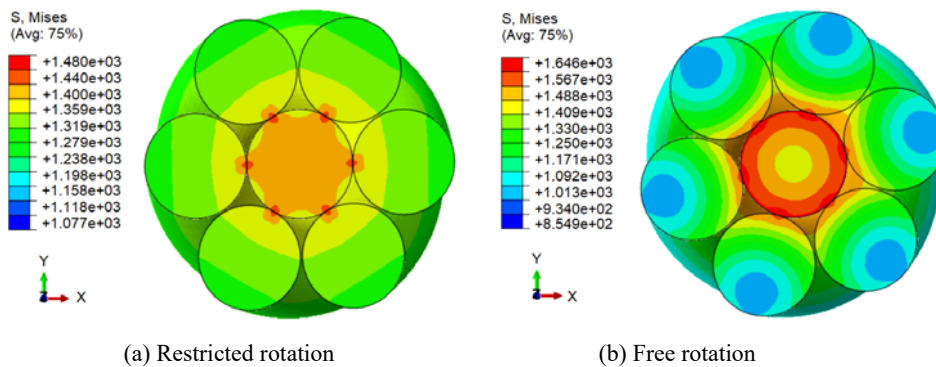 S, Mises
(Avg: 75%)
+1.480e+03
+1.440e+03
+1.400e+03
+1.359e+03
+1.319e+03
+1.279e+03
+1.238e+03
+1.198e+03
+1.158e+03
+1.118e+03
+1.077e+03
Y
Z
X
(a) Restricted rotation
S, Mises
(Avg: 75%)
+1.646e+03
+1.567e+03
+1.488e+03
+1.409e+03
+1.330e+03
+1.250e+03
+1.171e+03
+1.092e+03
+1.013e+03
+9.340e+02
+8.549e+02
Y
Z
X
(b) Free rotation